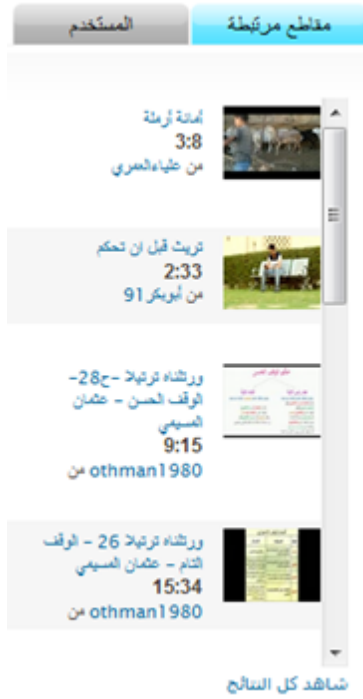 مقاطع مرتبطة
المستخدم
أمانة أرملة
3:8
من علياءالعمري
تريث قبل ان تحكم
2:33
من أبوبكر91
ورتلناه ترتيلا -ح28-
الوقف الحسن - عثمان
المسيمي
9:15
من othman1980
ورتلناه ترتيلا 26 - الوقف
التام - عثمان المسيمي
15:34
من othman1980
شاهد كل النتائج